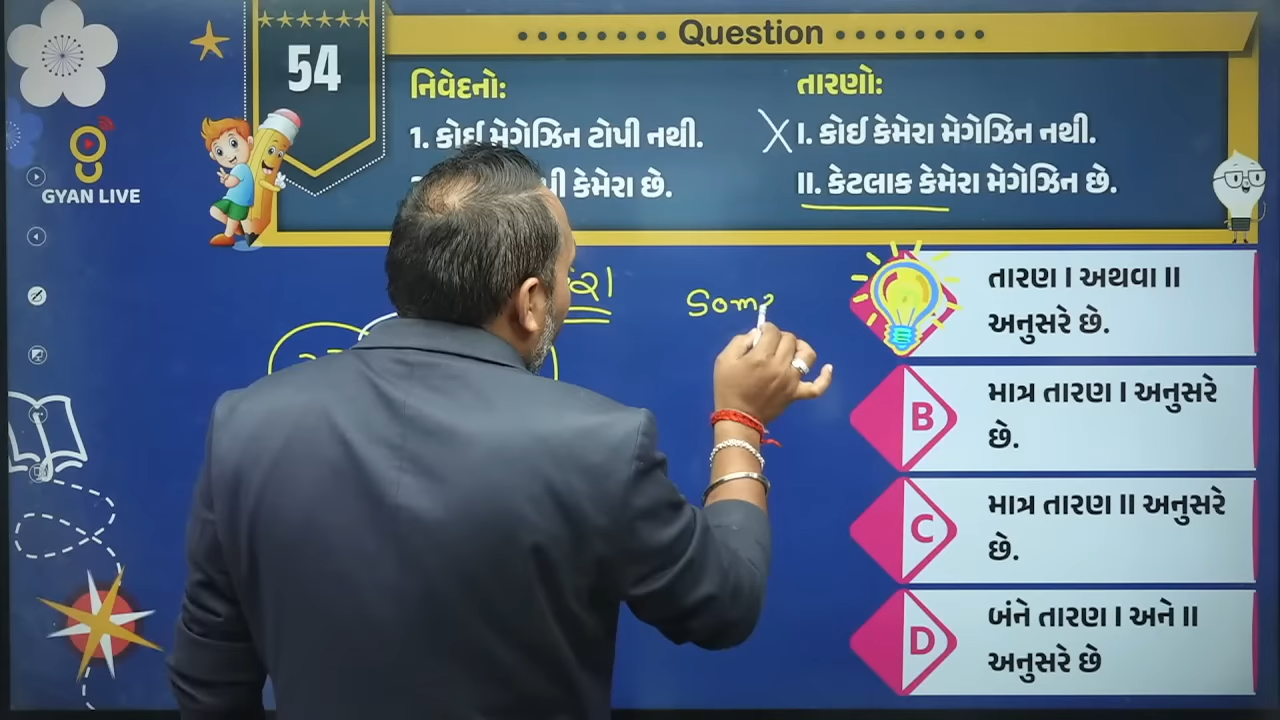 Question
54
GYAN LIVE
નિવેદનો:
1. કોઈ મેગેઝિન ટોપી નથી.
કેમેરા છે.
તારણો:
I. કોઈ કેમેરા મેગેઝિન નથી.
II. કેટલાક કેમેરા મેગેઝિન છે.
Som
તારણ I અથવા II
અનુસરે છે.
B
માત્ર તારણ I અનુસરે
છે.
C
માત્ર તારણ II અનુસરે
છે.
D
બંને તારણ I અને II
અનુસરે છે